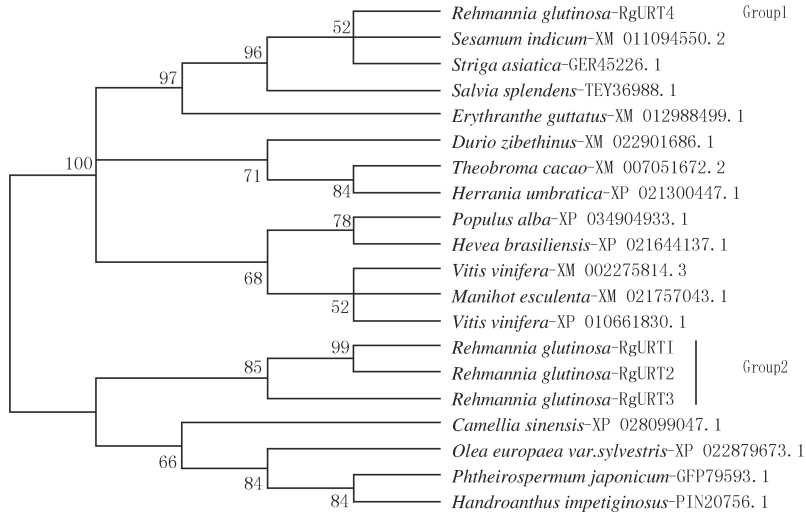 52
Rehmannia glutinosa-RgURT4 Group1
96
Sesamum indicum-XM 011094550.2
Striga asiatica-GER45226.1
97
Salvia splendens-TEY36988.1
Erythranthe guttatus-XM 012988499.1
Durio zibethinus-XM 022901686.1
100
71
Theobroma cacao-XM 007051672.2
84
Herrania umbratica-XP 021300447.1
78
Populus alba-XP 034904933.1
Hevea brasiliensis-XP 021644137.1
68
Vitis vinifera-XM 002275814.3
52
Manihot esculenta-XM 021757043.1
Vitis vinifera-XP 010661830.1
99
Rehmannia glutinosa-RgURT1
85
Rehmannia glutinosa-RgURT2 Group2
Rehmannia glutinosa-RgURT3
Camellia sinensis-XP 028099047.1
66
Olea europaea var.sylvestris-XP 022879673.1
84
Phtheirospermum japonicum-GFP79593.1
84
Handroanthus impetiginosus-PIN20756.1